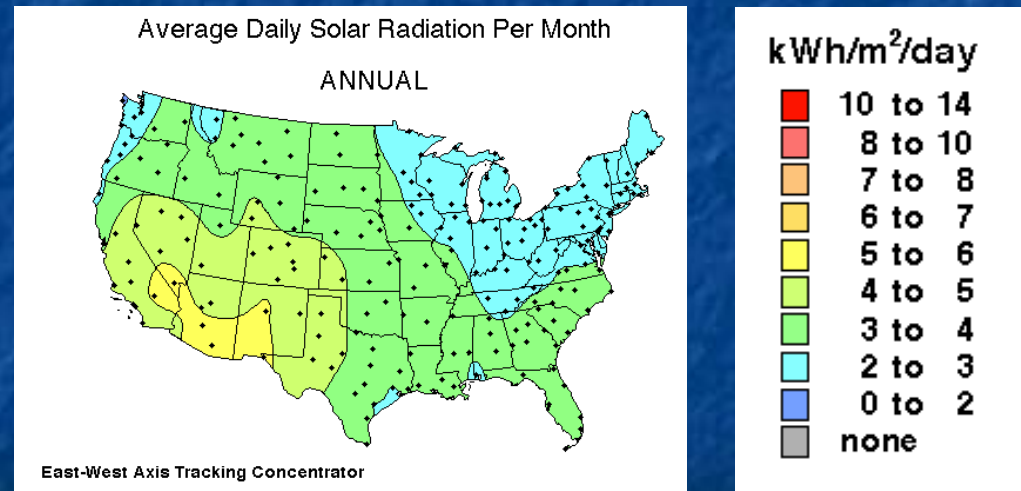 Average Daily Solar Radiation Per Month
ANNUAL
East-West Axis Tracking Concentrator
kWh/m²/day
10 to 14
8 to 10
7 to 8
6 to 7
5 to 6
4 to 5
3 to 4
2 to 3
0 to 2
none